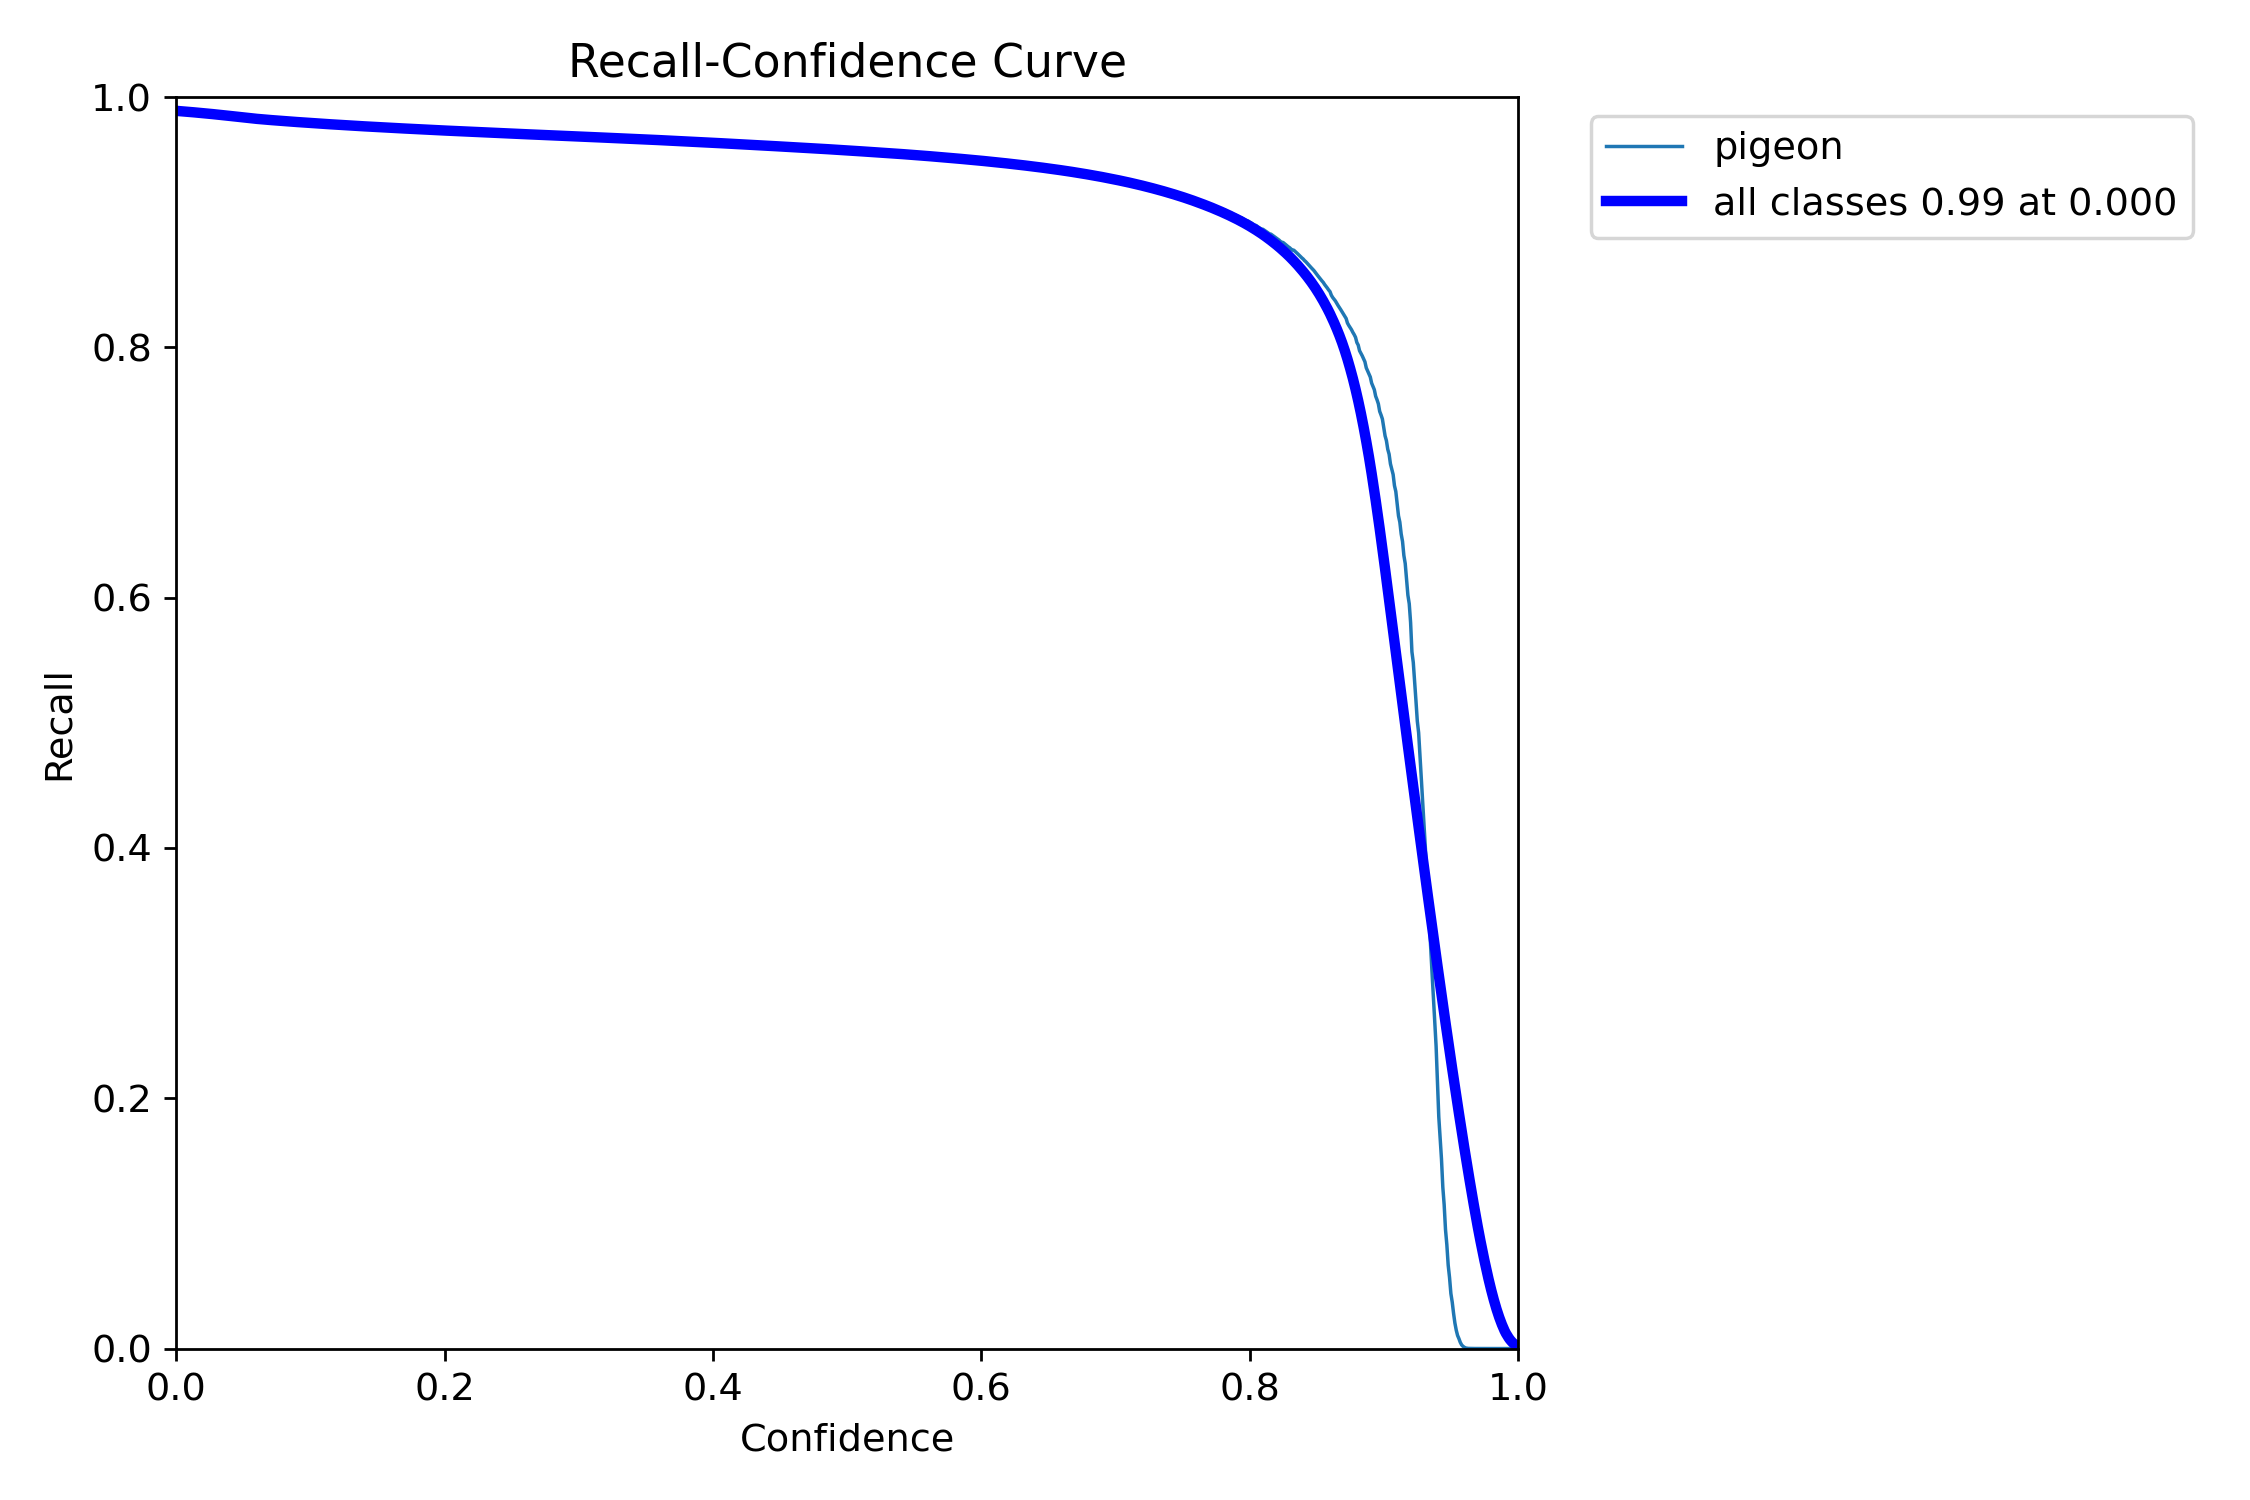 Recall-Confidence Curve
1.0
0.8
0.6
0.4
0.2
0.0
Recall
0.0 0.2 0.4 0.6 0.8 1.0
Confidence
pigeon
all classes 0.99 at 0.000